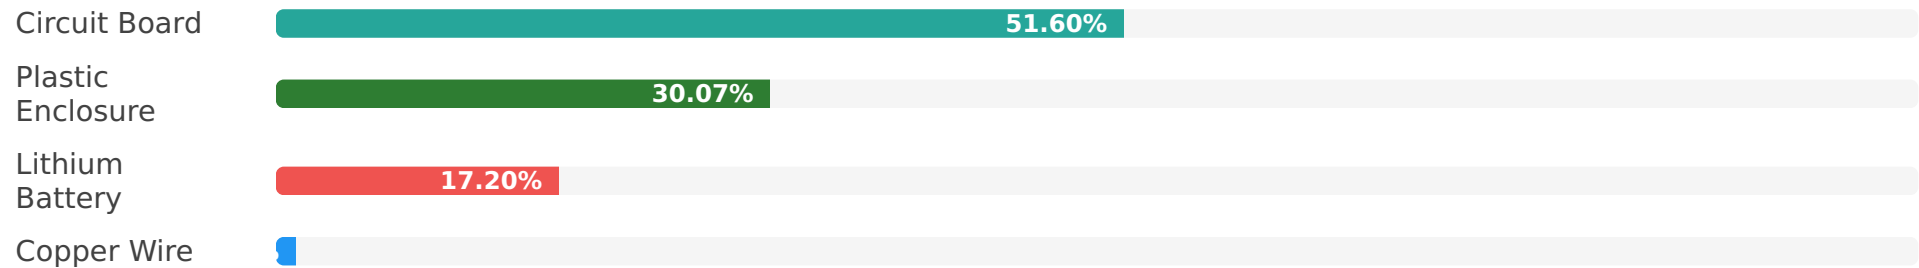 Circuit Board
51.60%
Plastic
Enclosure
30.07%
Lithium
Battery
17.20%
Copper Wire